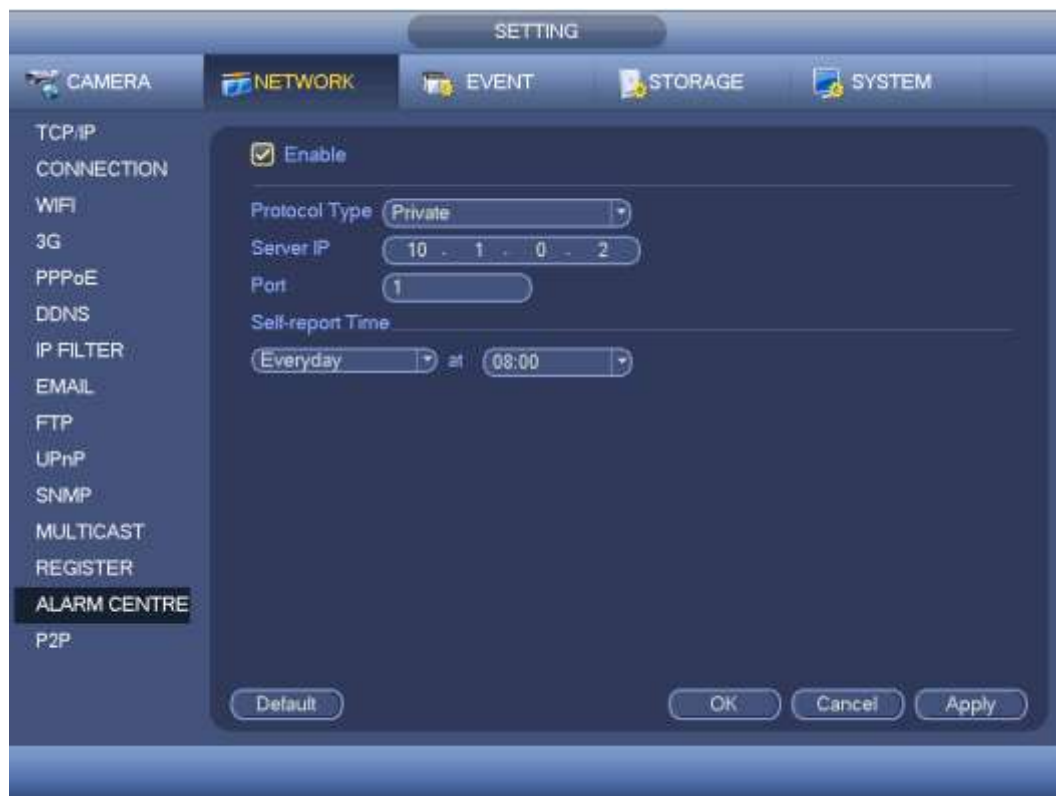 SETTING
CAMERA NETWORK EVENT STORAGE SYSTEM
TCP/IP
CONNECTION
WIFI
3G
PPPoE
DDNS
IP FILTER
EMAIL
FTP
UPnP
SNMP
MULTICAST
REGISTER
ALARM CENTRE
P2P
Enable
Protocol Type Private
Server IP 10 . 1 . 0 . 2
Port 1
Self-report Time
Everyday at 08:00
Default OK Cancel Apply